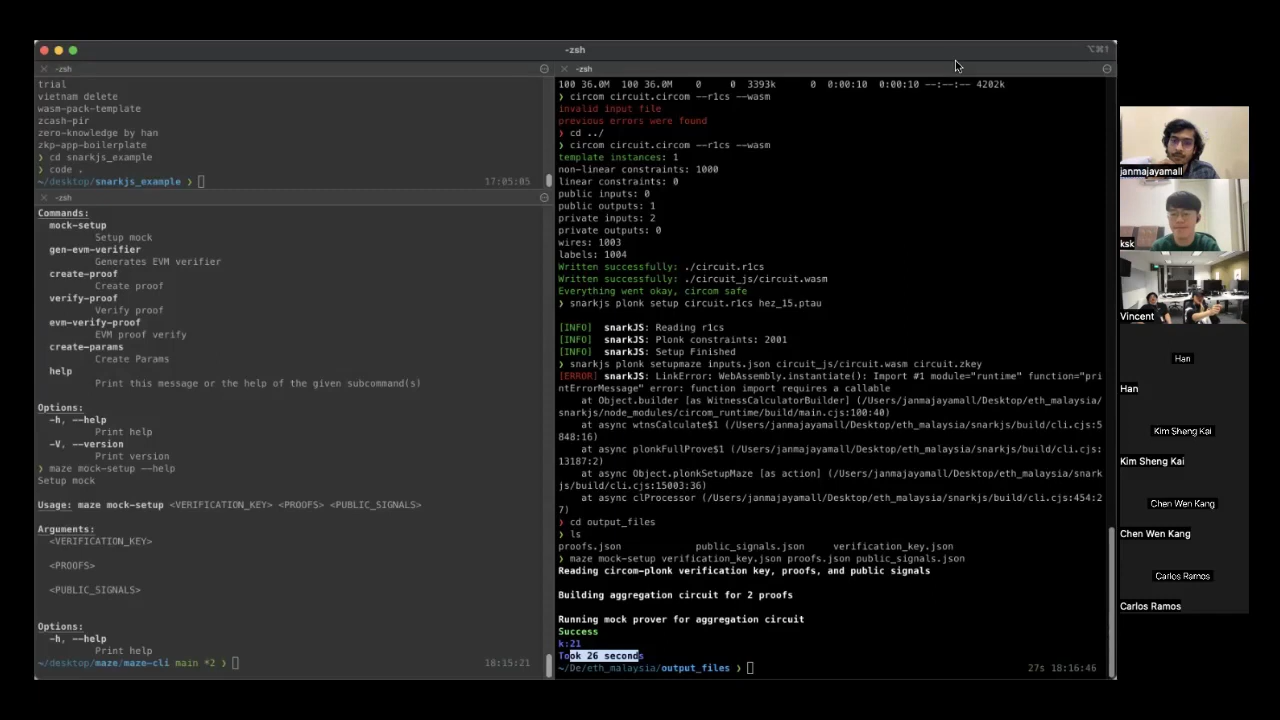 -zsh
⌥⌘1
-zsh
trial
vietnam delete
wasm-pack-template
zcash-pir
zero-knowledge by han
zkp-app-boilerplate
❯ cd snarkjs_example
❯ code .
~/desktop/snarkjs_example ❯
17:05:05
-zsh
Commands:
mock-setup
Setup mock
gen-evm-verifier
Generates EVM verifier
create-proof
Create proof
verify-proof
Verify proof
evm-verify-proof
EVM proof verify
create-params
Create Params
help
Print this message or the help of the given subcommand(s)
Options:
-h, --help
Print help
-V, --version
Print version
❯ maze mock-setup --help
Setup mock
Usage: maze mock-setup <VERIFICATION_KEY> <PROOFS> <PUBLIC_SIGNALS>
Arguments:
<VERIFICATION_KEY>
<PROOFS>
<PUBLIC_SIGNALS>
Options:
-h, --help
Print help
~/desktop/maze/maze-cli main *2 ❯
18:15:21
-zsh
100 36.0M 100 36.0M 0 0 3393k 0 0:00:10 0:00:10 --:--:-- 4202k
❯ circom circuit.circom --r1cs --wasm
invalid input file
previous errors were found
❯ cd ../
❯ circom circuit.circom --r1cs --wasm
template instances: 1
non-linear constraints: 1000
linear constraints: 0
public inputs: 0
public outputs: 1
private inputs: 2
private outputs: 0
wires: 1003
labels: 1004
Written successfully: ./circuit.r1cs
Written successfully: ./circuit_js/circuit.wasm
Everything went okay, circom safe
❯ snarkjs plonk setup circuit.r1cs hez_15.ptau
[INFO] snarkJS: Reading r1cs
[INFO] snarkJS: Plonk constraints: 2001
[INFO] snarkJS: Setup Finished
❯ snarkjs plonk setupmaze inputs.json circuit_js/circuit.wasm circuit.zkey
[ERROR] snarkJS: LinkError: WebAssembly.instantiate(): Import #1 module="runtime" function="pri
ntErrorMessage" error: function import requires a callable
at Object.builder [as WitnessCalculatorBuilder] (/Users/janmajayamall/Desktop/eth_malaysia/
snarkjs/node_modules/circom_runtime/build/main.cjs:100:40)
at async wtnsCalculate$1 (/Users/janmajayamall/Desktop/eth_malaysia/snarkjs/build/cli.cjs:5
848:16)
at async plonkFullProve$1 (/Users/janmajayamall/Desktop/eth_malaysia/snarkjs/build/cli.cjs:
13187:2)
at async Object.plonkSetupMaze [as action] (/Users/janmajayamall/Desktop/eth_malaysia/snark
js/build/cli.cjs:15003:36)
at async clProcessor (/Users/janmajayamall/Desktop/eth_malaysia/snarkjs/build/cli.cjs:454:2
7)
❯ cd output_files
❯ ls
proofs.json public_signals.json verification_key.json
❯ maze mock-setup verification_key.json proofs.json public_signals.json
Reading circom-plonk verification key, proofs, and public signals
Building aggregation circuit for 2 proofs
Running mock prover for aggregation circuit
Success
k:21
Took 26 seconds
~/De/eth_malaysia/output_files ❯
27s 18:16:46
janmajayamall
ksk
Vincent
Han
Han
Kim Sheng Kai
Kim Sheng Kai
Chen Wen Kang
Chen Wen Kang
Carlos Ramos
Carlos Ramos